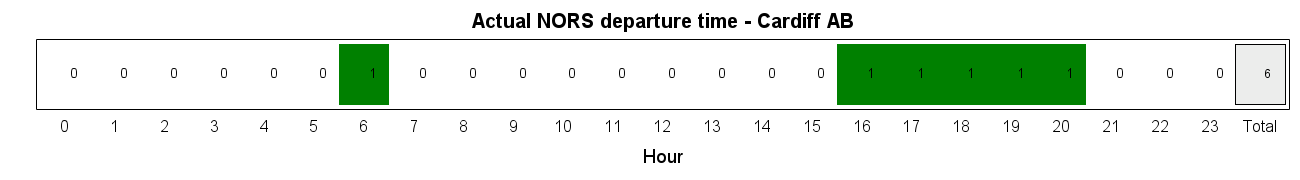 Actual NORS departure time - Cardiff AB
0 0 0 0 0 0 1 0 0 0 0 0 0 0 0 0 1 1 1 1 1 0 0 0 6
0 1 2 3 4 5 6 7 8 9 10 11 12 13 14 15 16 17 18 19 20 21 22 23 Total
Hour